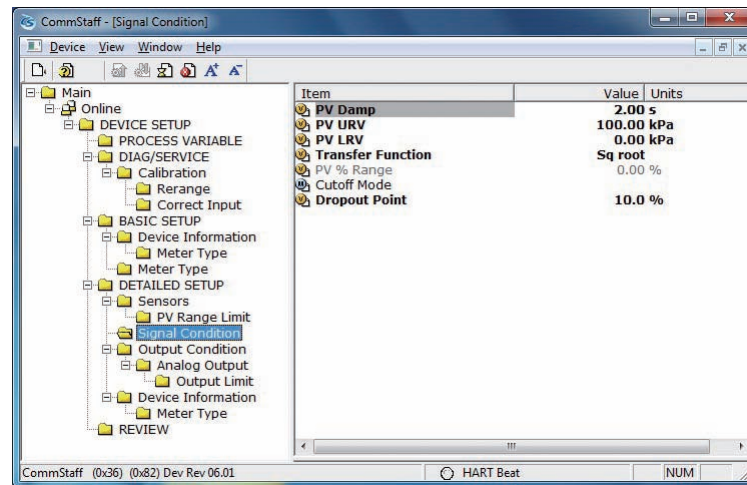 CommStaff - [Signal Condition]
Device View Window Help
Main
Online
DEVICE SETUP
PROCESS VARIABLE
DIAG/SERVICE
Calibration
Rerange
Correct Input
BASIC SETUP
Device Information
Meter Type
Meter Type
DETAILED SETUP
Sensors
PV Range Limit
Signal Condition
Output Condition
Analog Output
Output Limit
Device Information
Meter Type
REVIEW
Item Value Units
PV Damp 2.00 s
PV URV 100.00 kPa
PV LRV 0.00 kPa
Transfer Function Sq root
PV % Range 0.00 %
Cutoff Mode
Dropout Point 10.0 %
CommStaff (0x36) (0x82) Dev Rev 06.01 HART Beat NUM